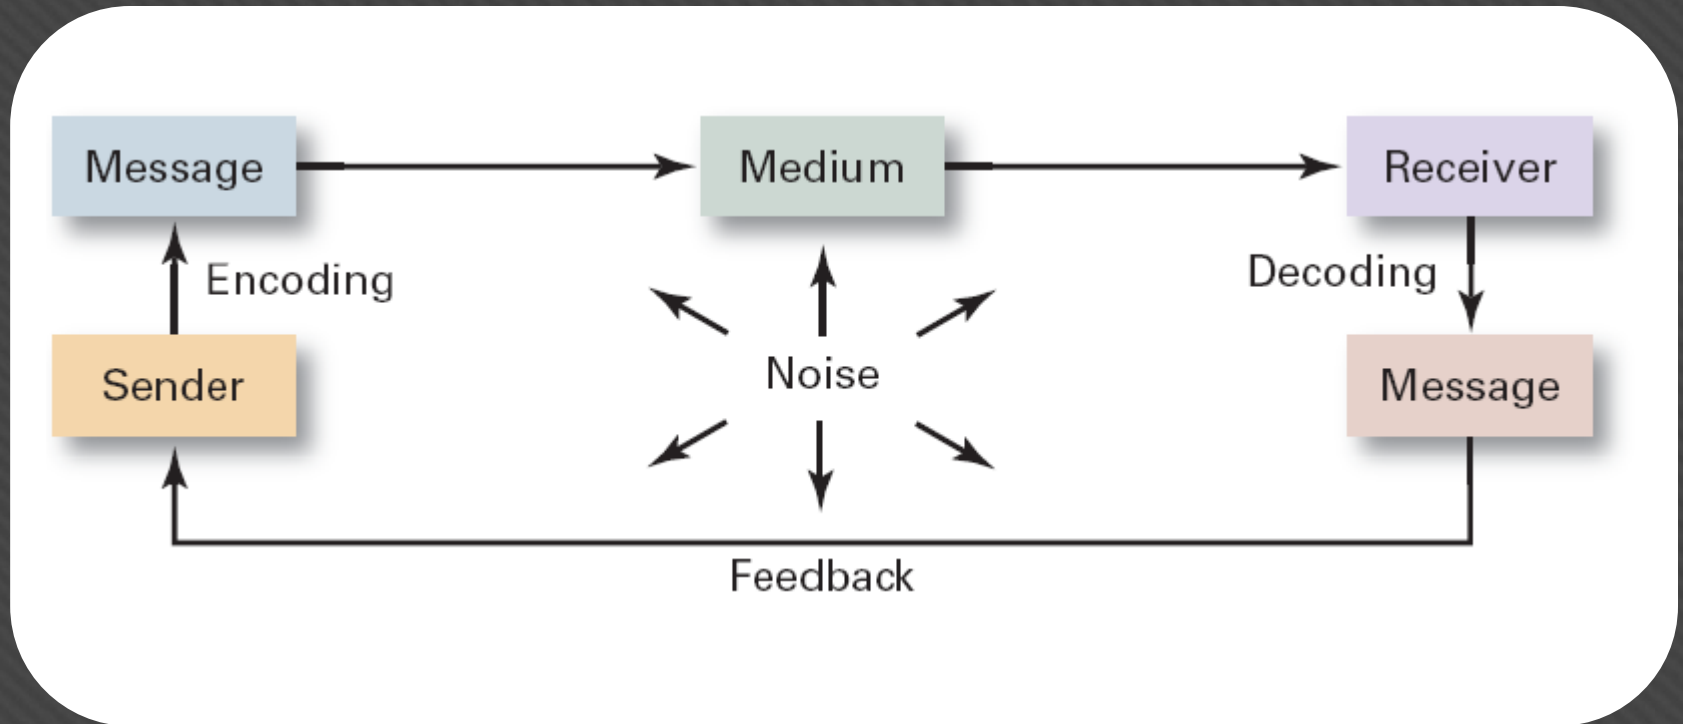 Message
Medium
Receiver
Encoding
Decoding
Sender
Noise
Message
Feedback